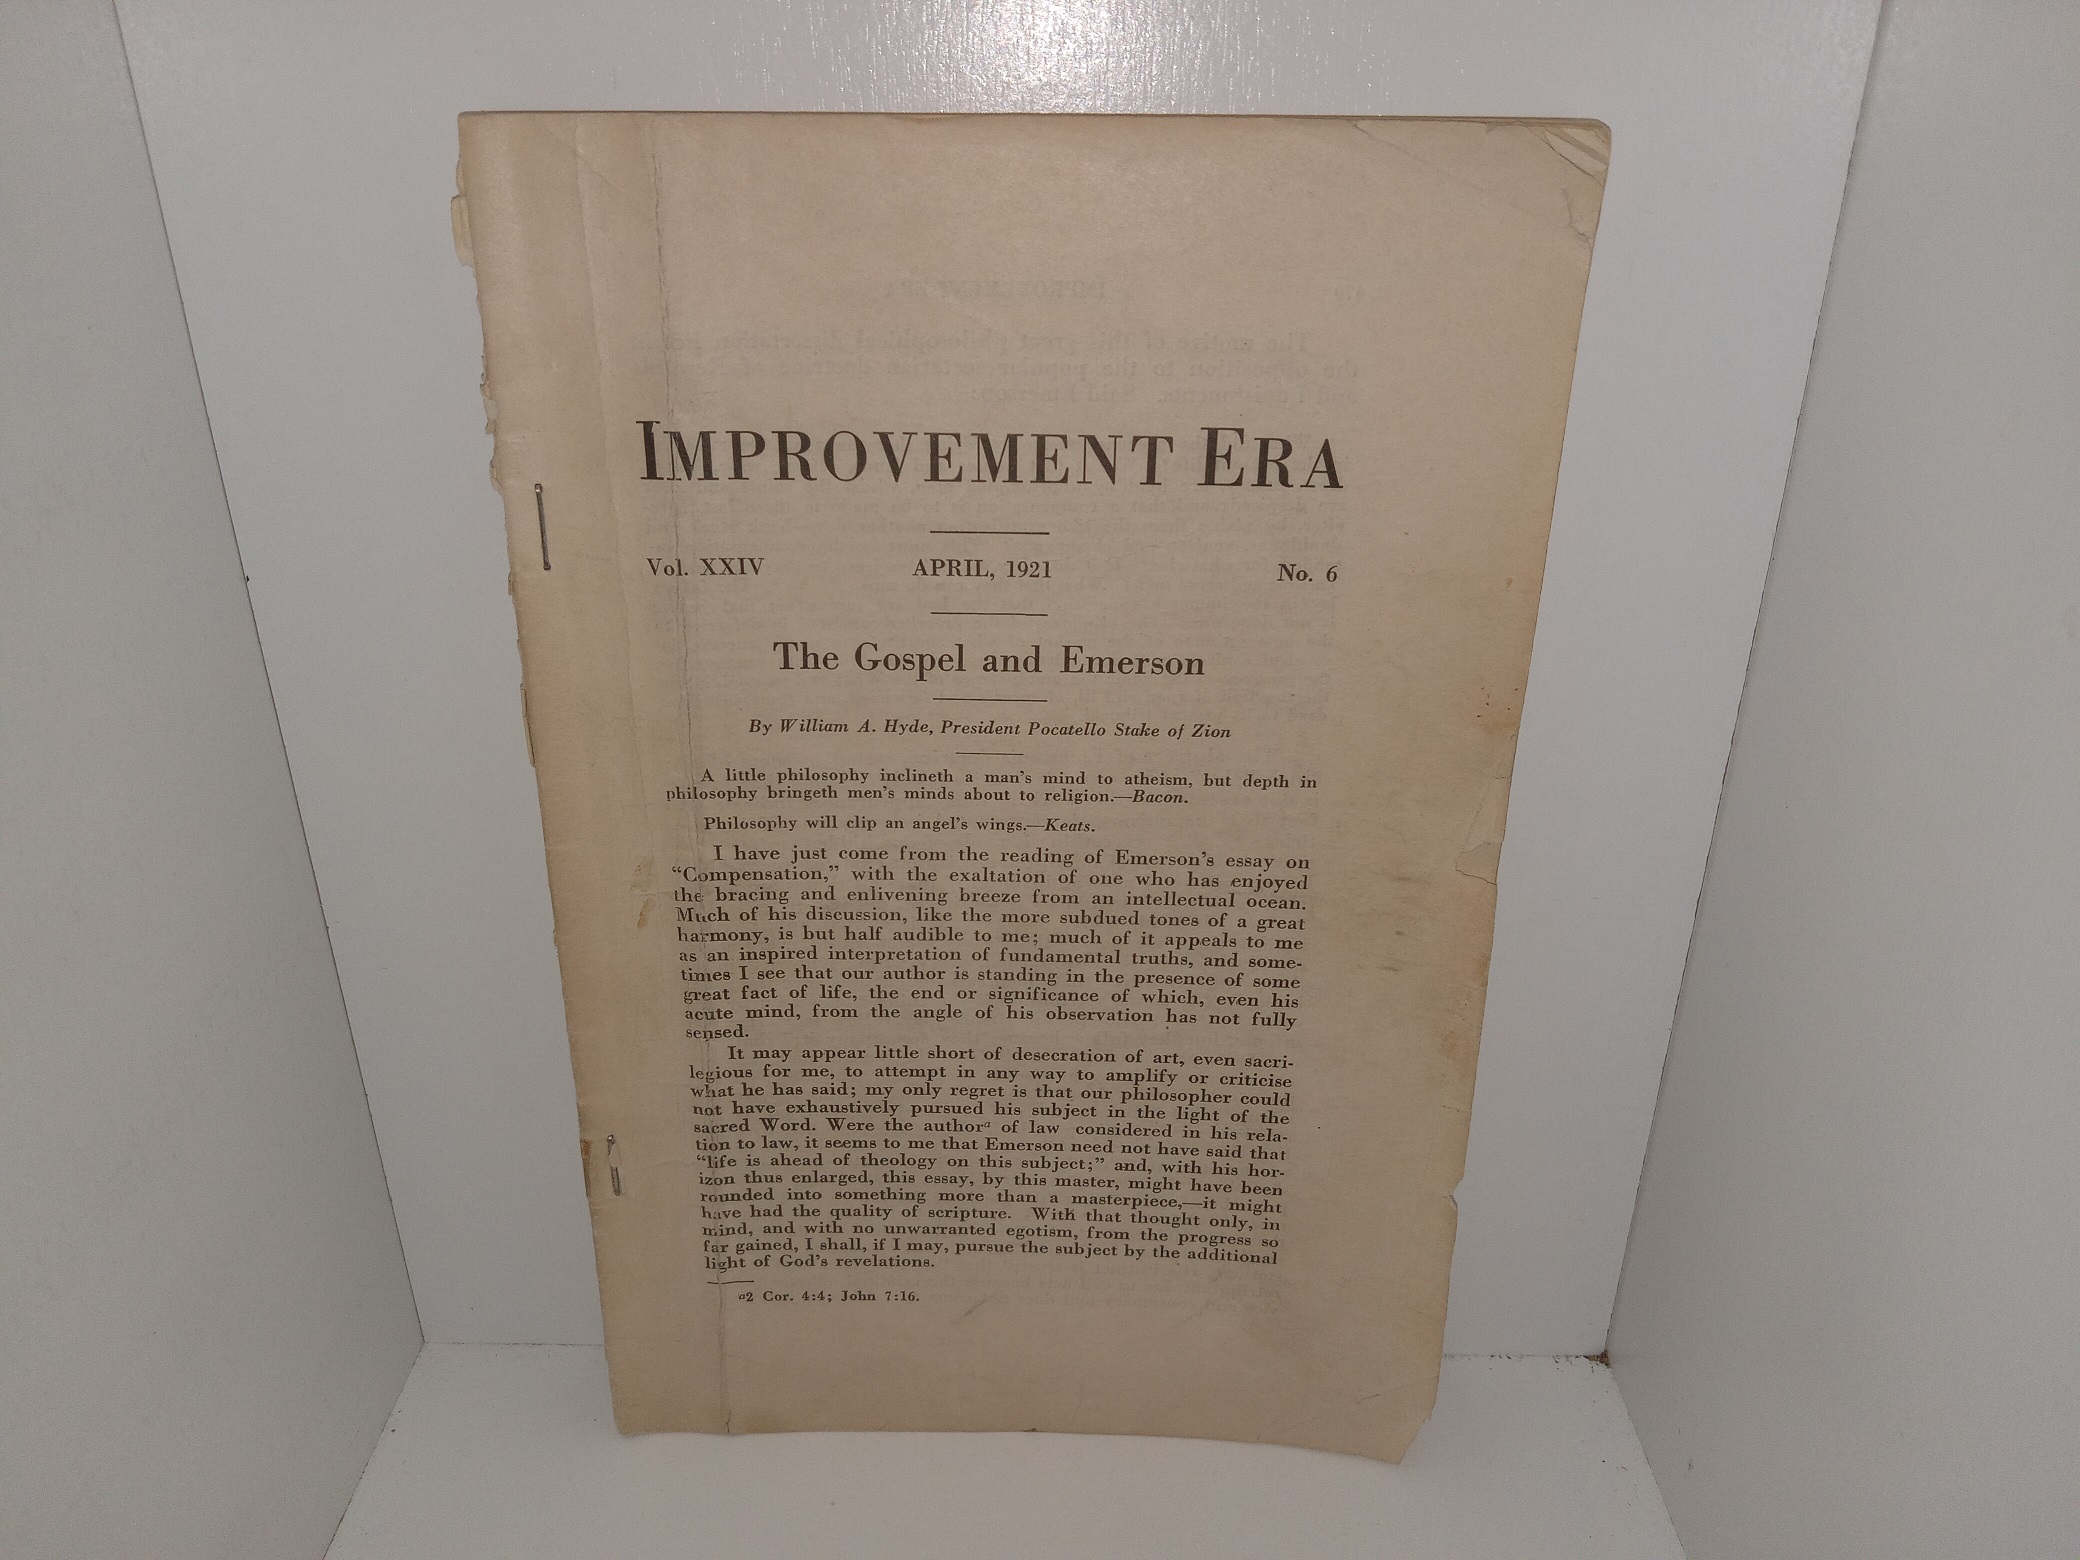 IMPROVEMENT ERA
Vol. XXIV APRIL, 1921 No. 6
The Gospel and Emerson
By William A. Hyde, President Pocatello Stake of Zion
A little philosophy inclineth a man's mind to atheism, but depth in
philosophy bringeth men's minds about to religion.—Bacon.
Philosophy will clip an angel's wings.—Keats.
I have just come from the reading of Emerson's essay on
"Compensation," with the exaltation of one who has enjoyed
the bracing and enlivening breeze from an intellectual ocean.
Much of his discussion, like the more subdued tones of a great
harmony, is but half audible to me; much of it appeals to me
as an inspired interpretation of fundamental truths, and some-
times I see that our author is standing in the presence of some
great fact of life, the end or significance of which, even his
acute mind, from the angle of his observation has not fully
sensed.
It may appear little short of desecration of art, even sacri-
legious for me, to attempt in any way to amplify or criticise
what he has said; my only regret is that our philosopher could
not have exhaustively pursued his subject in the light of the
sacred Word. Were the authorᵃ of law considered in his rela-
tion to law, it seems to me that Emerson need not have said that
"life is ahead of theology on this subject;" and, with his hor-
izon thus enlarged, this essay, by this master, might have been
rounded into something more than a masterpiece,—it might
have had the quality of scripture. With that thought only, in
mind, and with no unwarranted egotism, from the progress so
far gained, I shall, if I may, pursue the subject by the additional
light of God's revelations.
ᵃ2 Cor. 4:4; John 7:16.